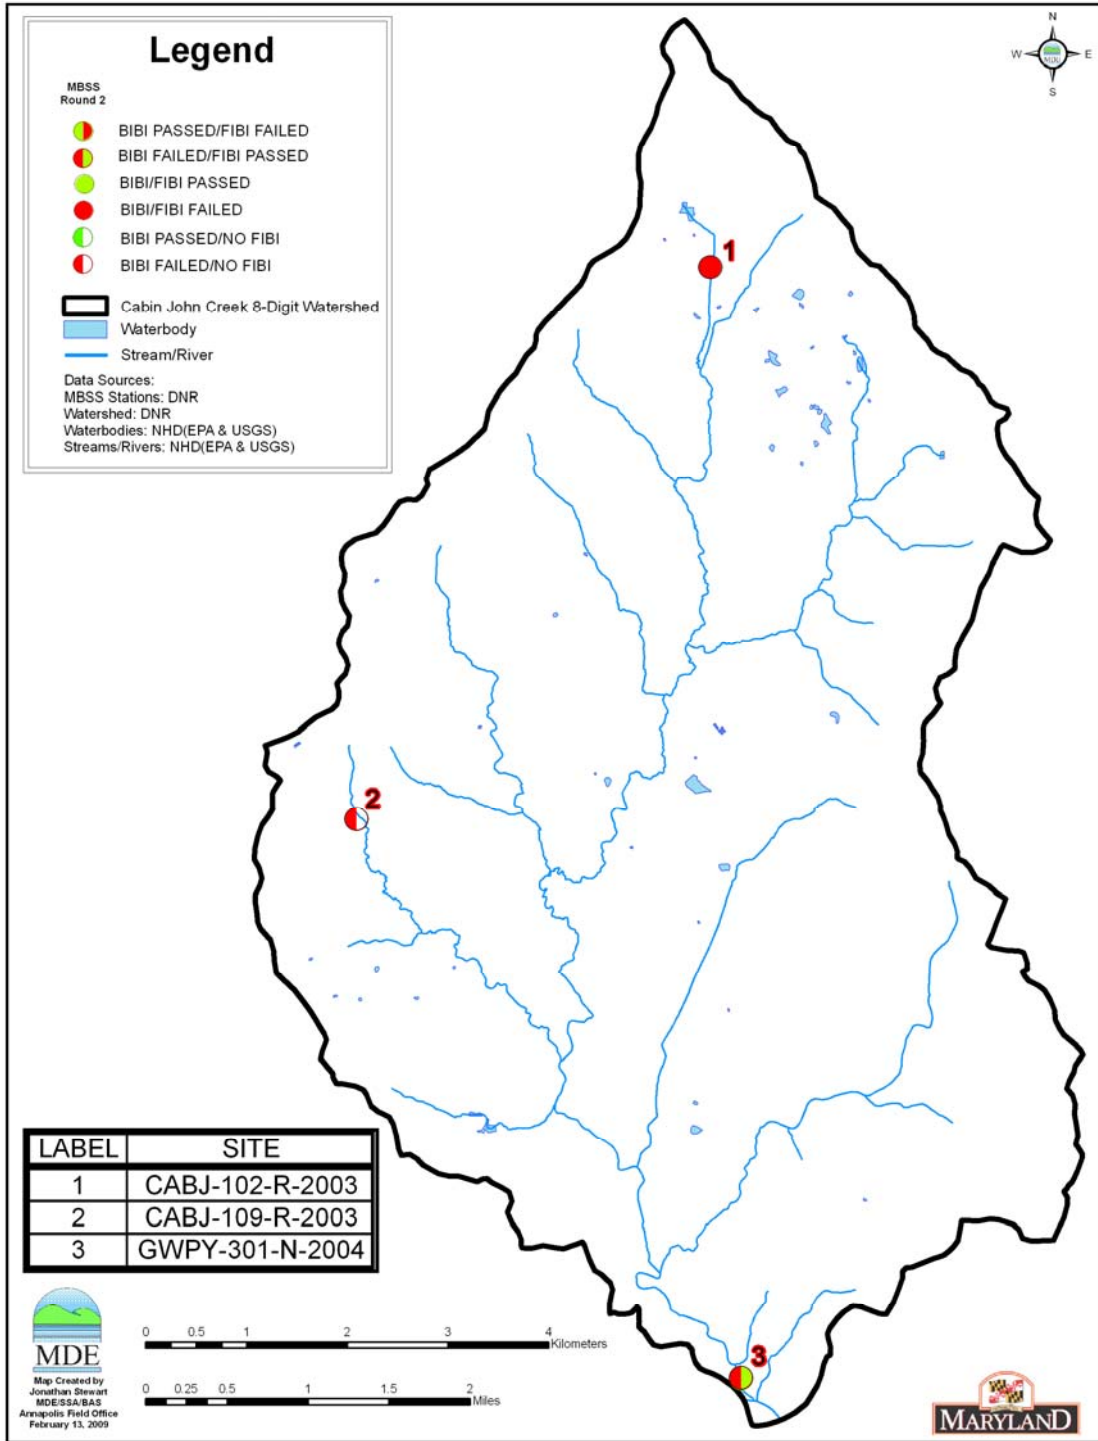 Legend
MBSS
Round 2
BIBI PASSED/FIBI FAILED
BIBI FAILED/FIBI PASSED
BIBI/FIBI PASSED
BIBI/FIBI FAILED
BIBI PASSED/NO FIBI
BIBI FAILED/NO FIBI
Cabin John Creek 8-Digit Watershed
Waterbody
Stream/River
Data Sources:
MBSS Stations: DNR
Watershed: DNR
Waterbodies: NHD(EPA & USGS)
Streams/Rivers: NHD(EPA & USGS)
N
W E
MDE
S
1
2
3
LABEL SITE
1 CABJ-102-R-2003
2 CABJ-109-R-2003
3 GWPY-301-N-2004
MDE
Map Created by
Jonathan Stewart
MDE/SSA/BAS
Annapolis Field Office
February 13, 2009
0 0.5 1 2 3 4
Kilometers
0 0.25 0.5 1 1.5 2
Miles
MARYLAND